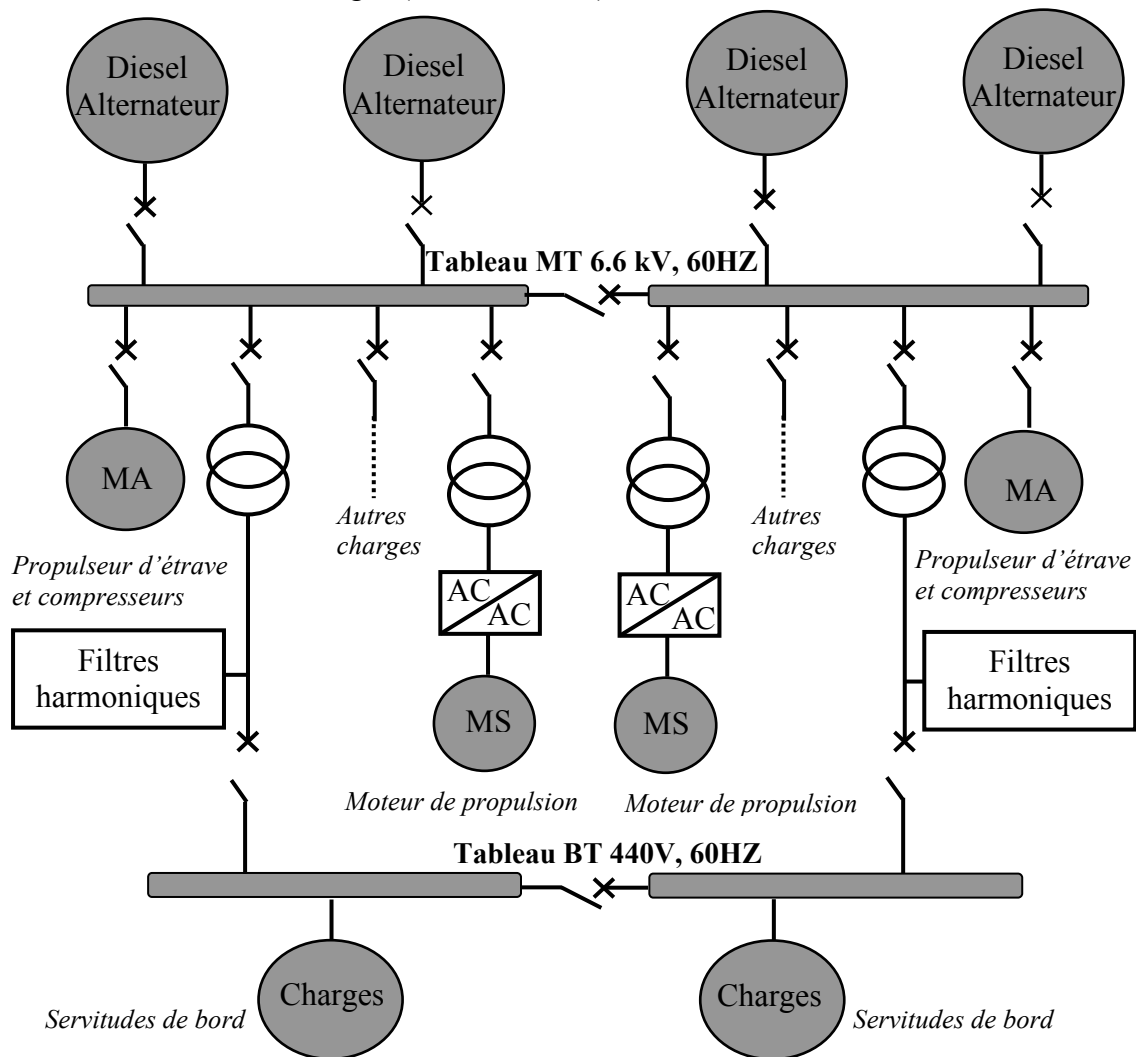 Diesel
Alternateur
Diesel
Alternateur
Diesel
Alternateur
Diesel
Alternateur
Tableau MT 6.6 kV, 60HZ
MA
Autres
charges
Autres
charges
MA
Propulseur d’étrave
et compresseurs
AC
AC
AC
AC
Propulseur d’étrave
et compresseurs
Filtres
harmoniques
MS
MS
Filtres
harmoniques
Moteur de propulsion
Moteur de propulsion
Tableau BT 440V, 60HZ
Charges
Charges
Servitudes de bord
Servitudes de bord